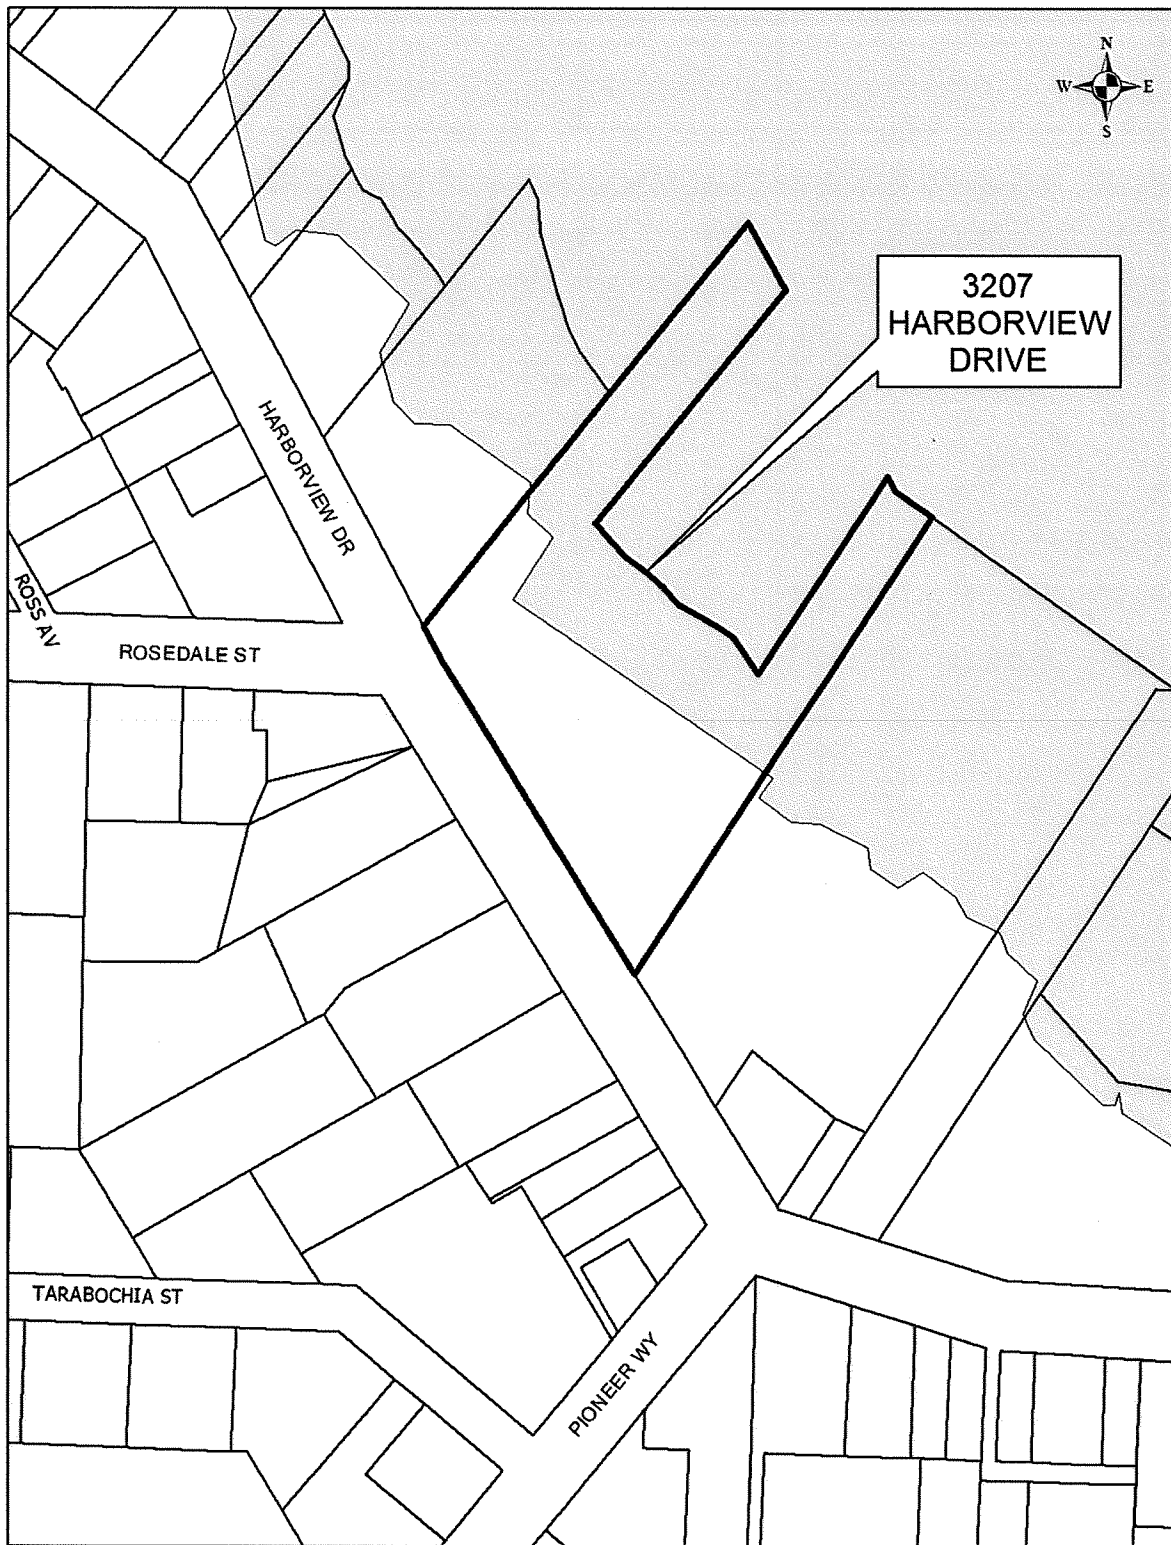 N
W E
S
3207
HARBORVIEW
DRIVE
HARBORVIEW DR
ROSS AV
ROSEDALE ST
TARABOCHIA ST
PIONEER WY